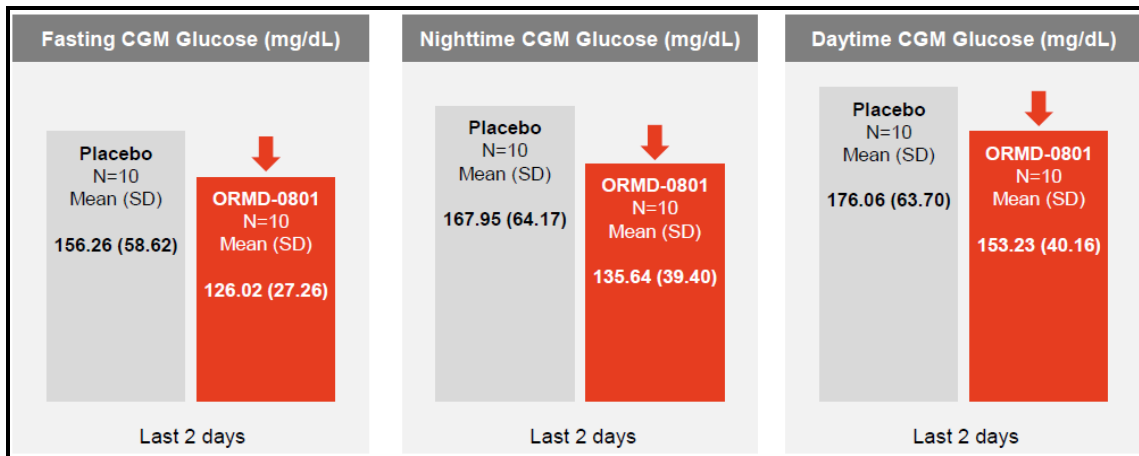 Fasting CGM Glucose (mg/dL)
Placebo
N=10
Mean (SD)
156.26 (58.62)
ORMD-0801
N=10
Mean (SD)
126.02 (27.26)
Last 2 days
Nighttime CGM Glucose (mg/dL)
Placebo
N=10
Mean (SD)
167.95 (64.17)
ORMD-0801
N=10
Mean (SD)
135.64 (39.40)
Last 2 days
Daytime CGM Glucose (mg/dL)
Placebo
N=10
Mean (SD)
176.06 (63.70)
ORMD-0801
N=10
Mean (SD)
153.23 (40.16)
Last 2 days